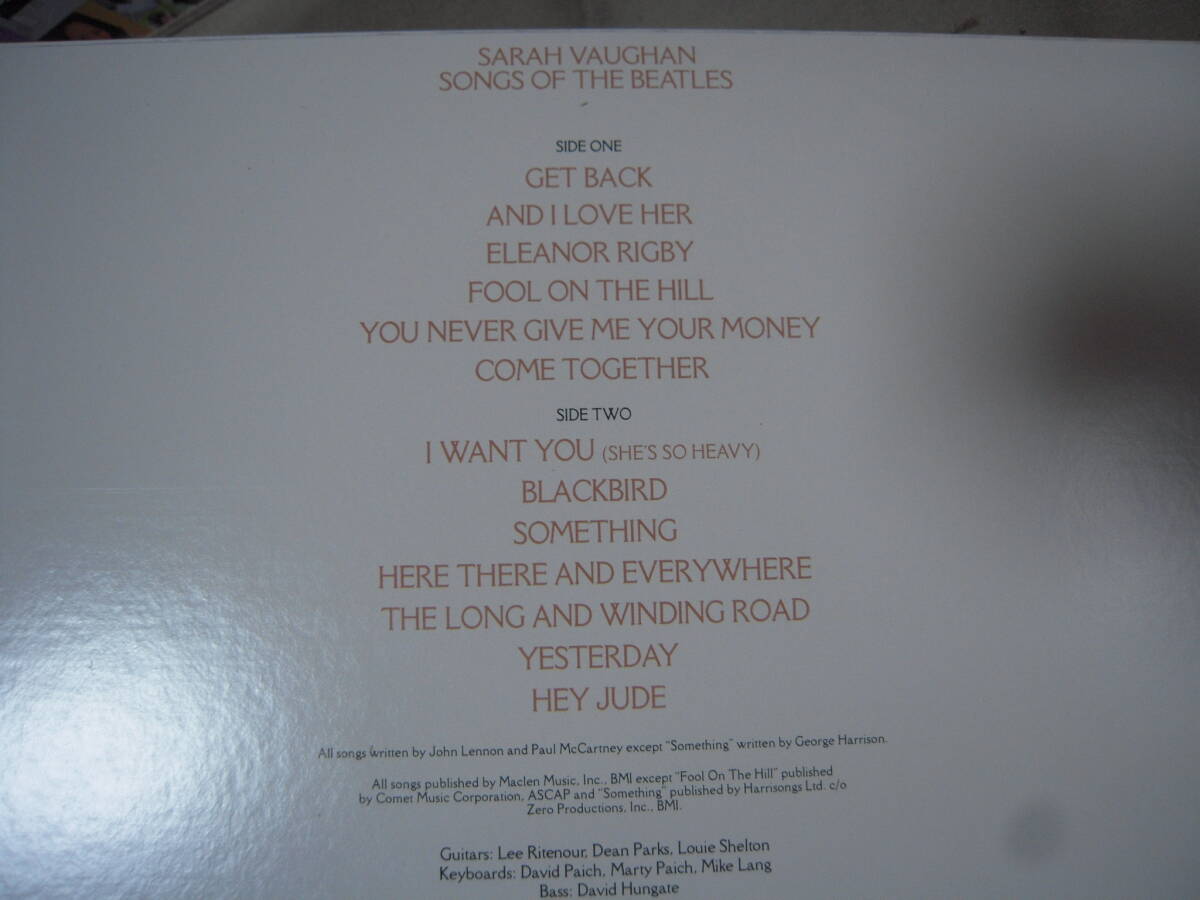 SARAH VAUGHAN
SONGS OF THE BEATLES
SIDE ONE
GET BACK
AND I LOVE HER
ELEANOR RIGBY
FOOL ON THE HILL
YOU NEVER GIVE ME YOUR MONEY
COME TOGETHER
SIDE TWO
I WANT YOU (SHE'S SO HEAVY)
BLACKBIRD
SOMETHING
HERE THERE AND EVERYWHERE
THE LONG AND WINDING ROAD
YESTERDAY
HEY JUDE
All songs written by John Lennon and Paul McCartney except "Something" written by George Harrison.
All songs published by Maclen Music, Inc., BMI except "Fool On The Hill" published
by Comet Music Corporation, ASCAP and "Something" published by Harrisongs Ltd. c/o
Zero Productions, Inc., BMI.
Guitars: Lee Ritenour, Dean Parks, Louie Shelton
Keyboards: David Paich, Marty Paich, Mike Lang
Bass: David Hungate